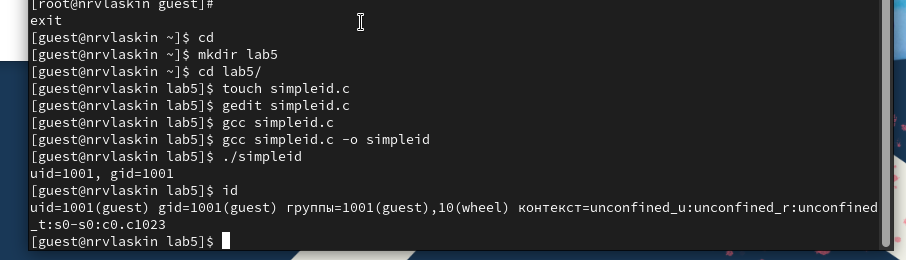 [root@nrvlaskin guest]#
exit
[guest@nrvlaskin ~]$ cd
[guest@nrvlaskin ~]$ mkdir lab5
[guest@nrvlaskin ~]$ cd lab5/
[guest@nrvlaskin lab5]$ touch simpleid.c
[guest@nrvlaskin lab5]$ gedit simpleid.c
[guest@nrvlaskin lab5]$ gcc simpleid.c
[guest@nrvlaskin lab5]$ gcc simpleid.c -o simpleid
[guest@nrvlaskin lab5]$ ./simpleid
uid=1001, gid=1001
[guest@nrvlaskin lab5]$ id
uid=1001(guest) gid=1001(guest) группы=1001(guest),10(wheel) контекст=unconfined_u:unconfined_r:unconfined
_t:s0-s0:c0.c1023
[guest@nrvlaskin lab5]$